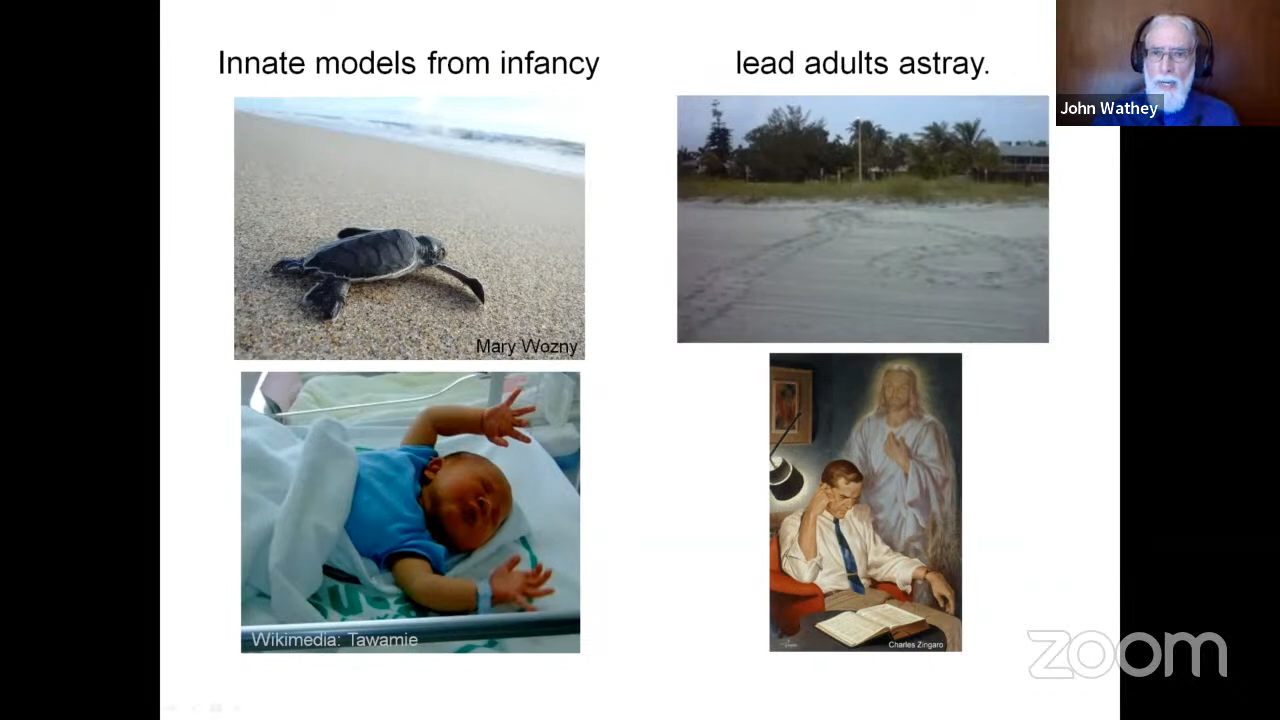 Innate models from infancy
lead adults astray.
John Wathey
Mary Wozny
Wikimedia: Tawamie
Charles Zingaro
zoom